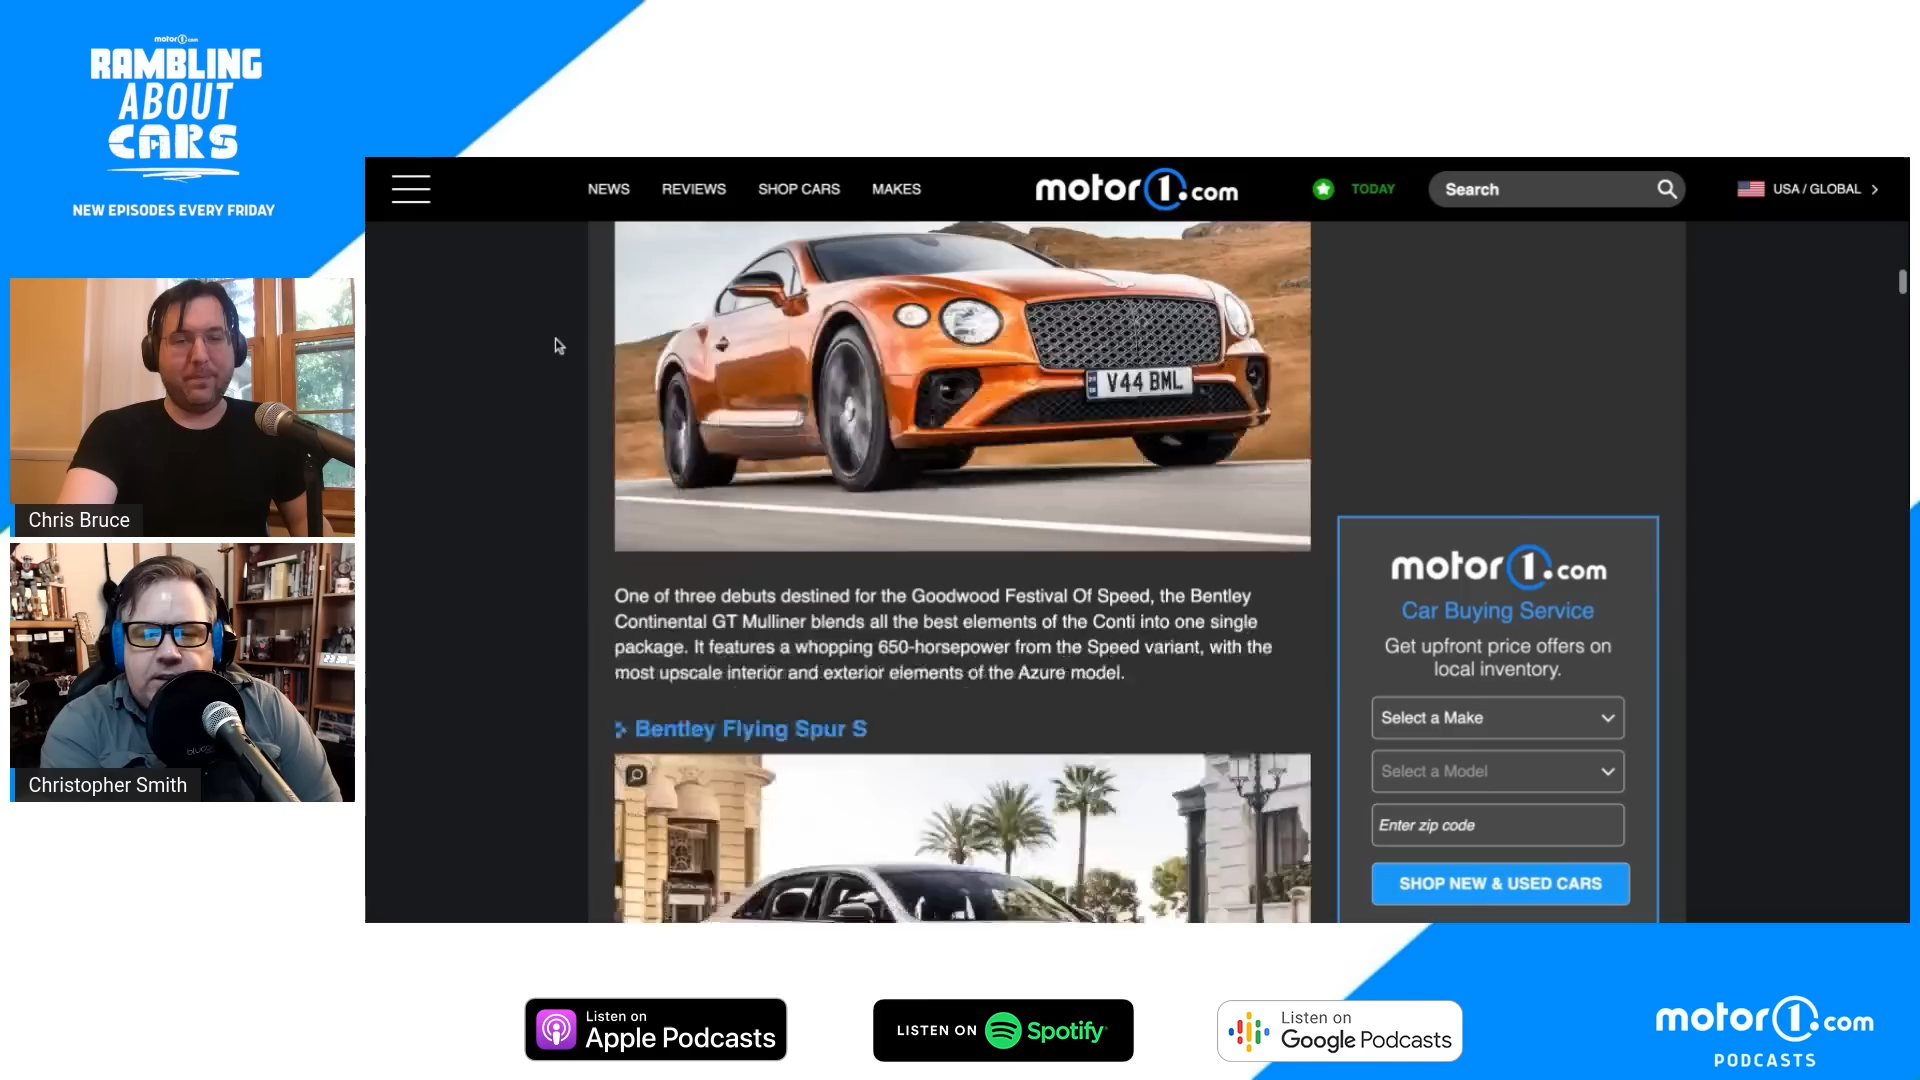 motor1.com
RAMBLING
ABOUT
CARS
NEW EPISODES EVERY FRIDAY
NEWS
REVIEWS
SHOP CARS
MAKES
motor1.com
TODAY
Search
USA / GLOBAL
V44 BML
Chris Bruce
Christopher Smith
One of three debuts destined for the Goodwood Festival Of Speed, the Bentley
Continental GT Mulliner blends all the best elements of the Conti into one single
package. It features a whopping 650-horsepower from the Speed variant, with the
most upscale interior and exterior elements of the Azure model.
Bentley Flying Spur S
motor1.com
Car Buying Service
Get upfront price offers on
local inventory.
Select a Make
Select a Model
Enter zip code
SHOP NEW & USED CARS
Listen on
Apple Podcasts
LISTEN ON
Spotify
Listen on
Google Podcasts
motor1.com
PODCASTS